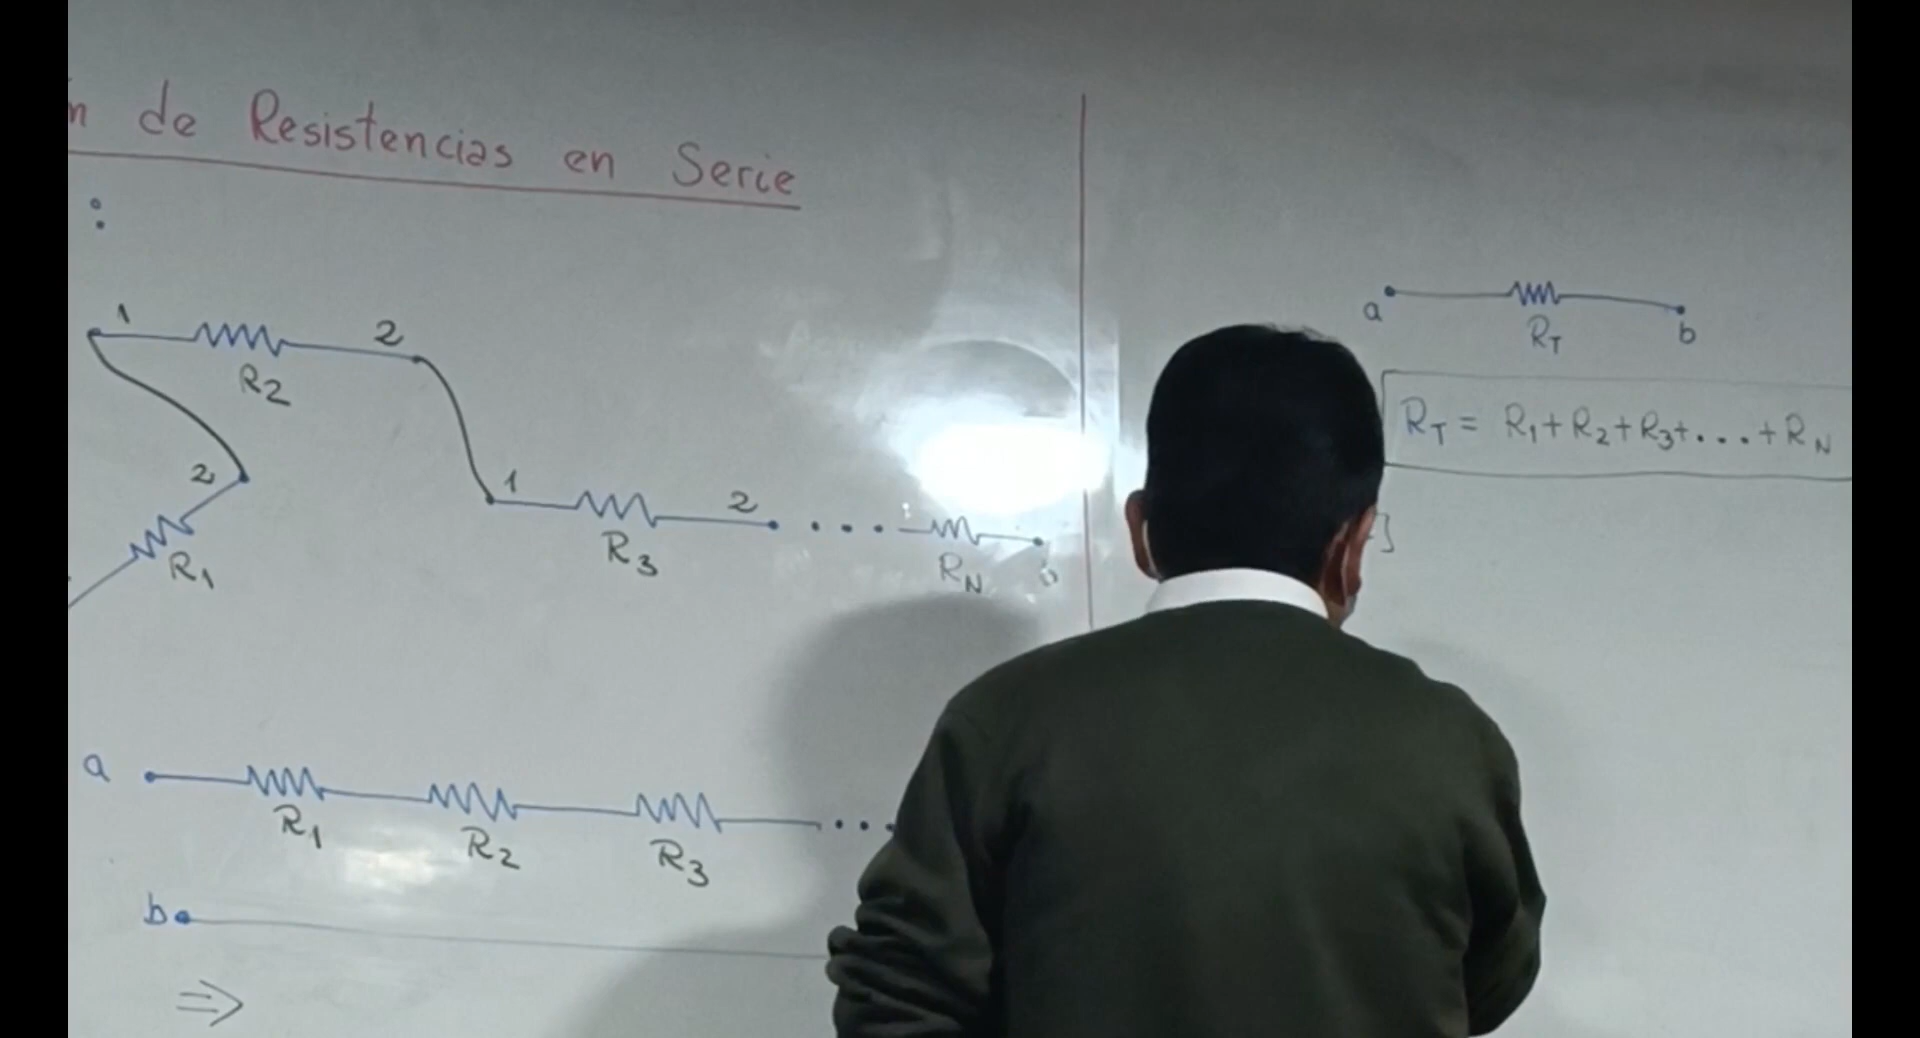 n de Resistencias en Serie
:
1 R2 2
2
R1
1 R3 2 . . . RN b
a R1 R2 R3 ...
b
⇒
a RT b
RT = R1+R2+R3+...+RN
]